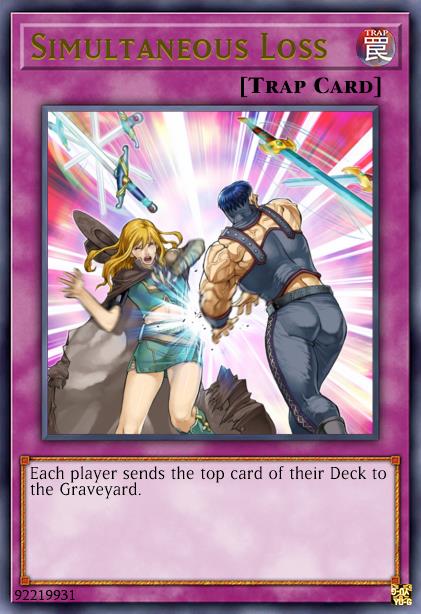 Simultaneous Loss
TRAP
罠
[Trap Card]
Each player sends the top card of their Deck to
the Graveyard.
92219931